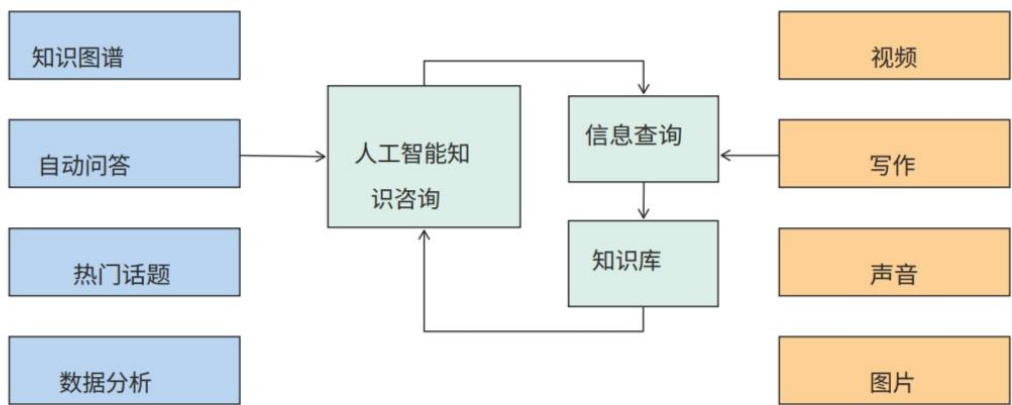 知识图谱
自动问答
热门话题
数据分析
人工智能知
识咨询
信息查询
知识库
视频
写作
声音
图片